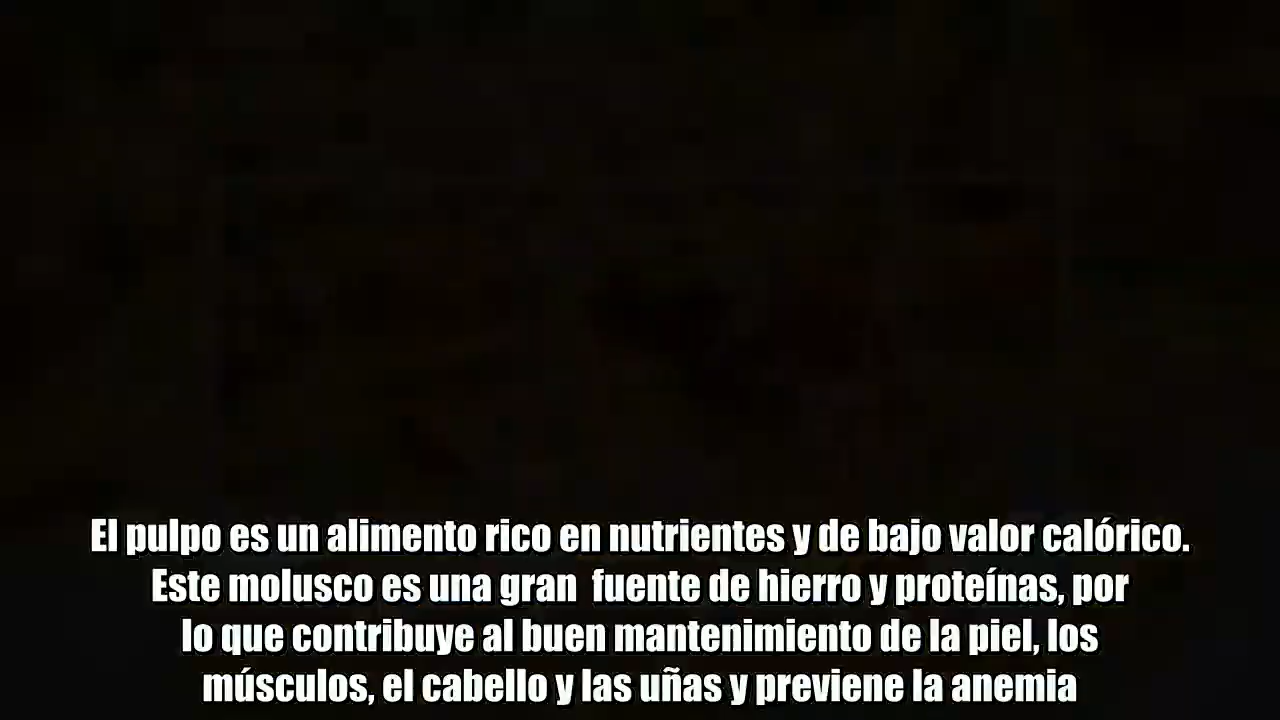 El pulpo es un alimento rico en nutrientes y de bajo valor calórico.
Este molusco es una gran  fuente de hierro y proteínas, por
lo que contribuye al buen mantenimiento de la piel, los
músculos, el cabello y las uñas y previene la anemia